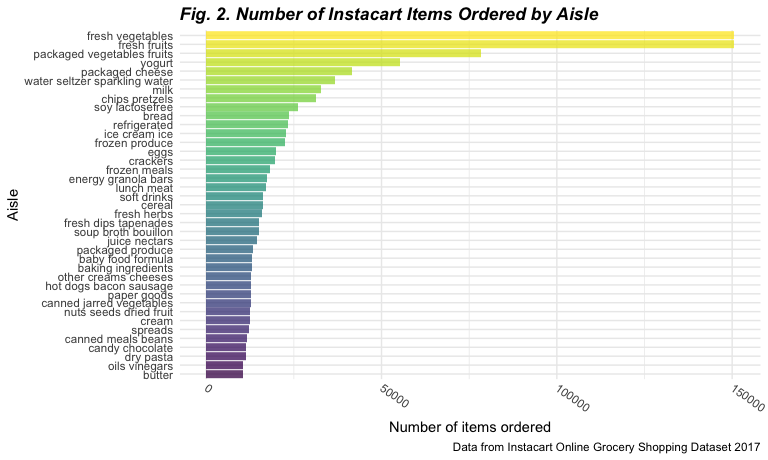 Fig. 2. Number of Instacart Items Ordered by Aisle
fresh vegetables
fresh fruits
packaged vegetables fruits
yogurt
packaged cheese
water seltzer sparkling water
milk
chips pretzels
soy lactosefree
bread
refrigerated
ice cream ice
frozen produce
eggs
crackers
frozen meals
energy granola bars
lunch meat
soft drinks
cereal
fresh herbs
fresh dips tapenades
soup broth bouillon
juice nectars
packaged produce
baby food formula
baking ingredients
other creams cheeses
hot dogs bacon sausage
paper goods
canned jarred vegetables
nuts seeds dried fruit
cream
spreads
canned meals beans
candy chocolate
dry pasta
oils vinegars
butter
Aisle
0
50000
100000
150000
Number of items ordered
Data from Instacart Online Grocery Shopping Dataset 2017